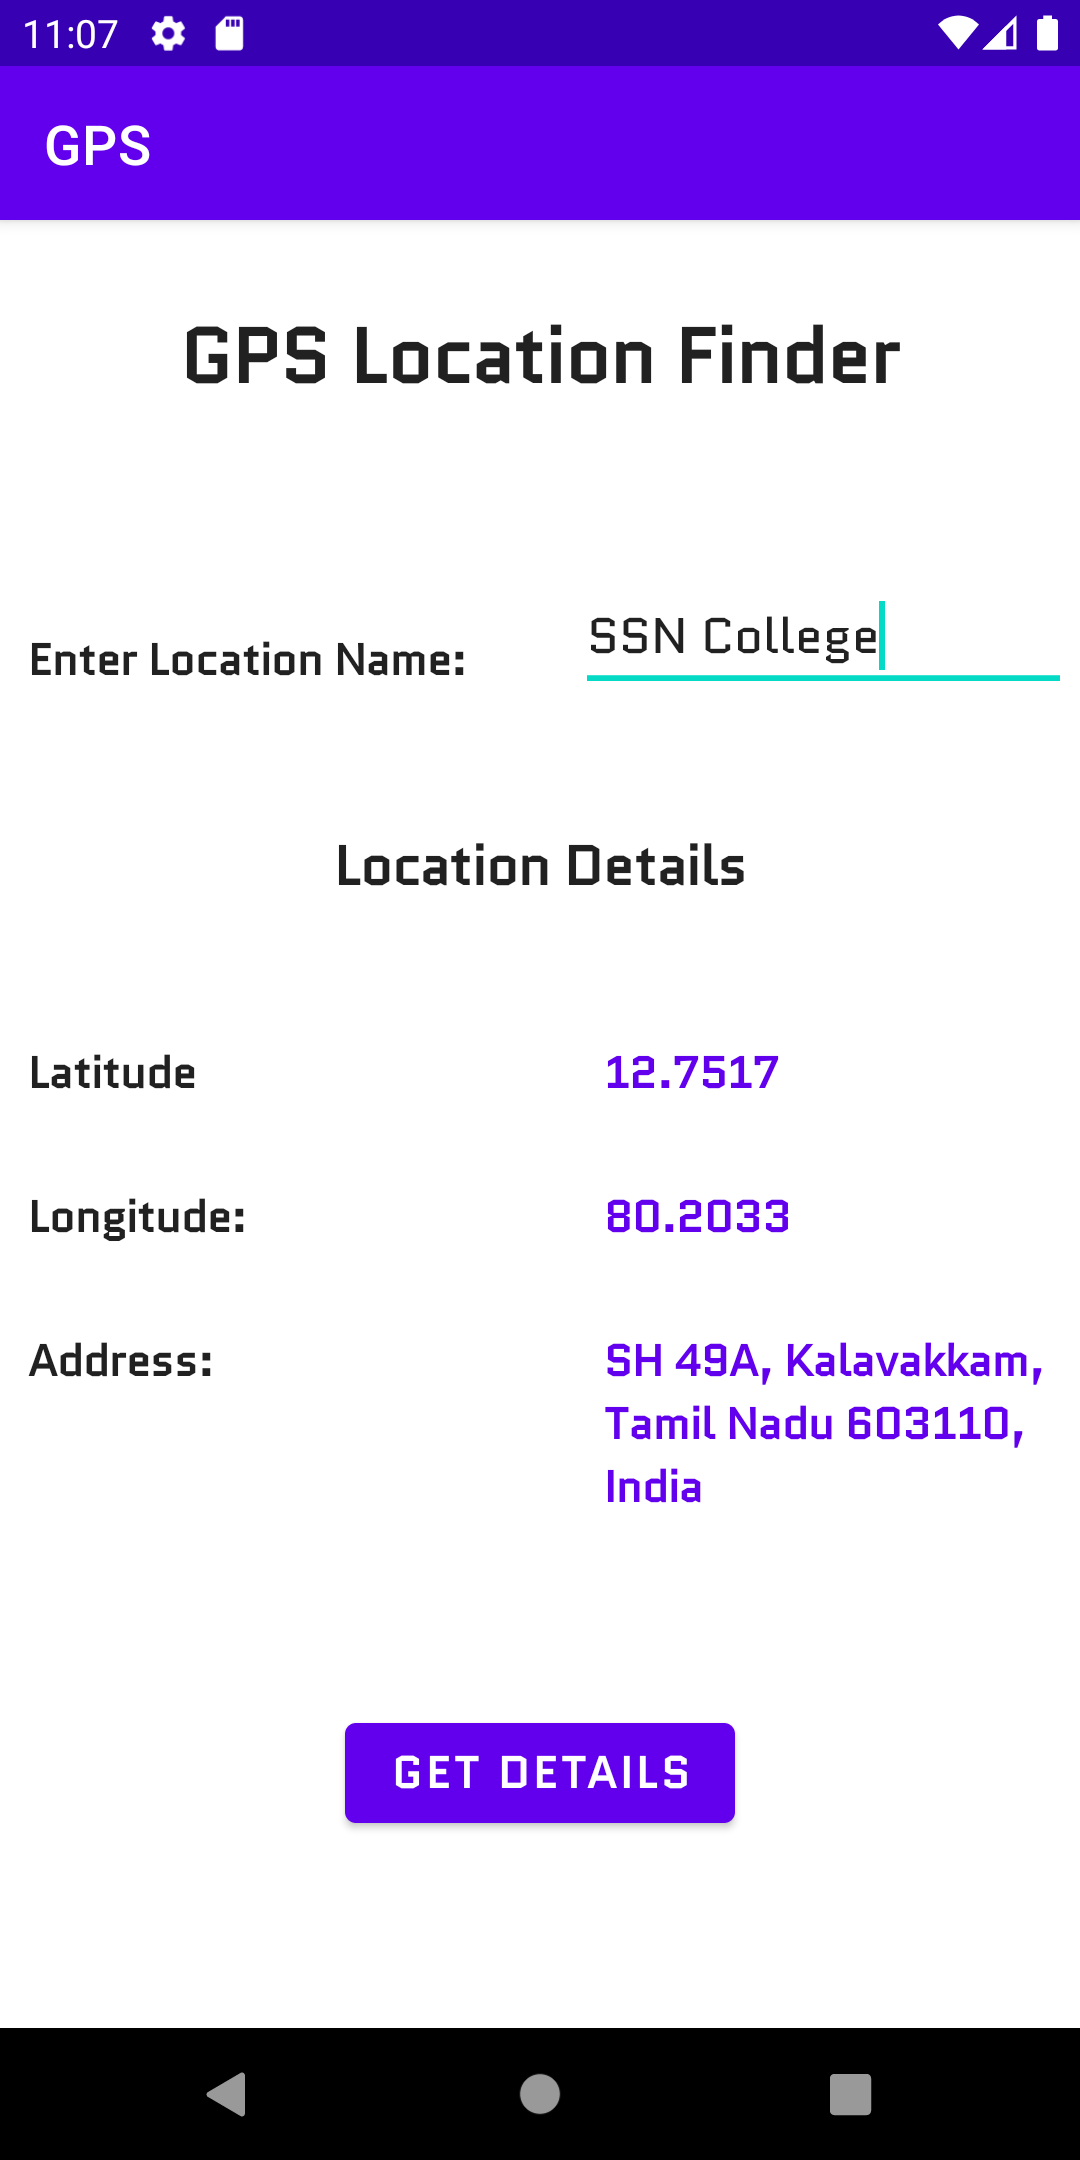 11:07
GPS
GPS Location Finder
Enter Location Name: SSN College
Location Details
Latitude 12.7517
Longitude: 80.2033
Address: SH 49A, Kalavakkam,
Tamil Nadu 603110,
India
GET DETAILS